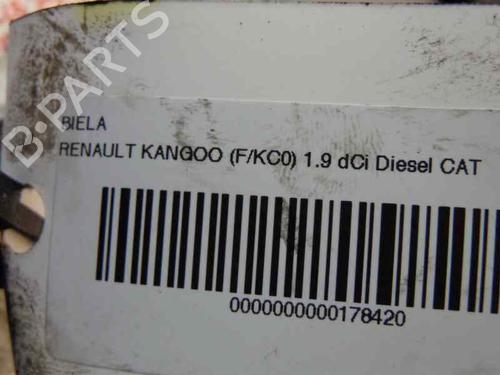 B-PARTS
BIELA
RENAULT KANGOO (F/KC0) 1.9 dCi Diesel CAT
0000000000178420